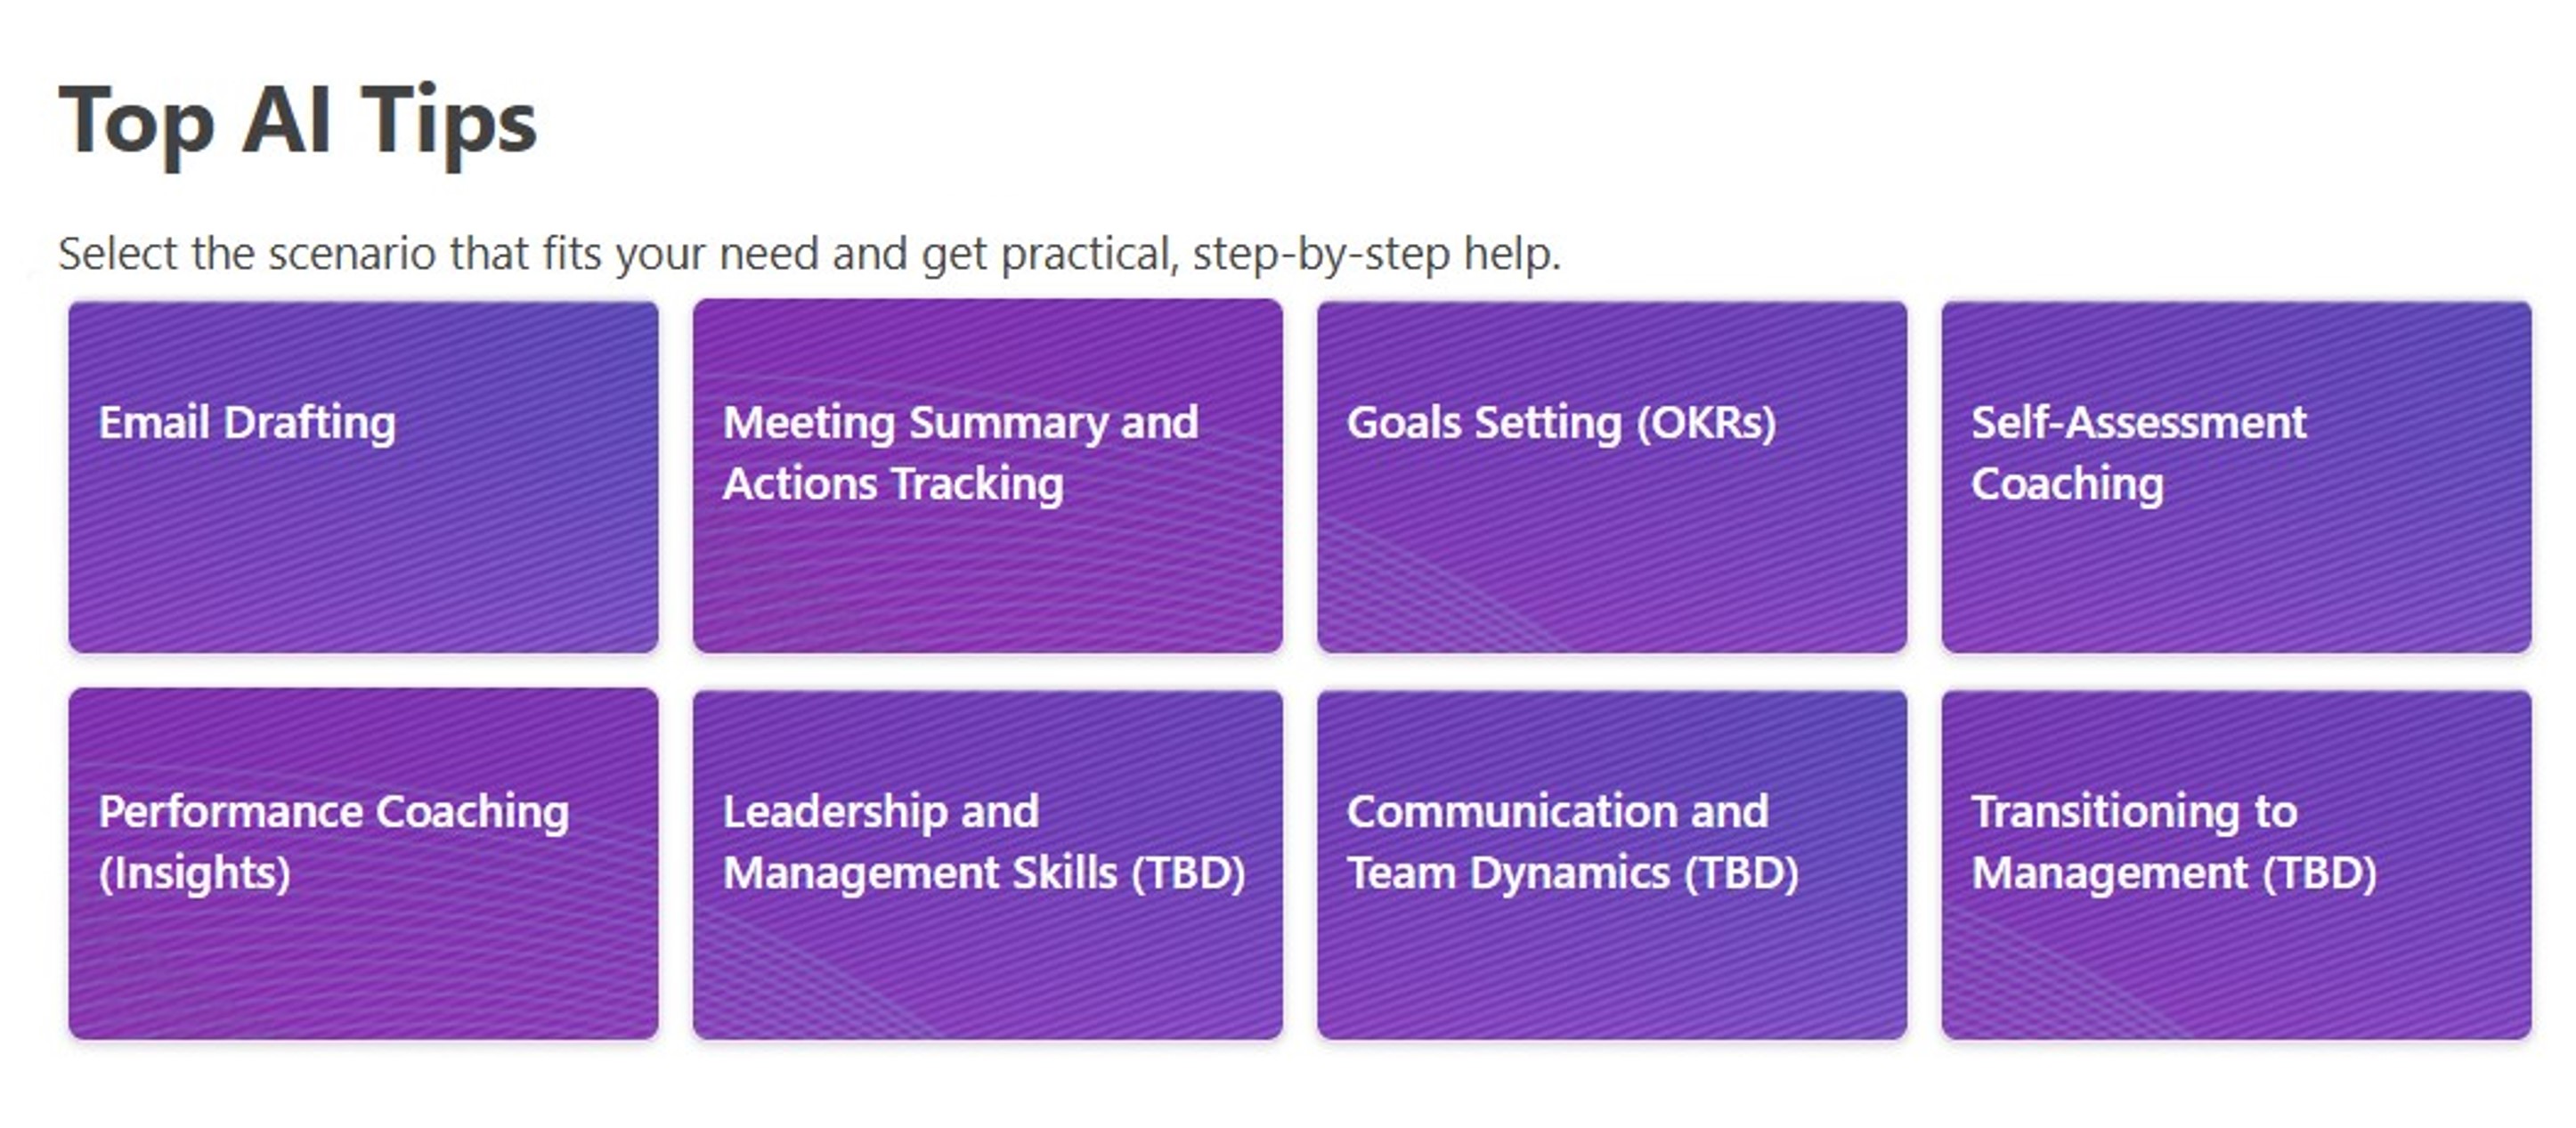 Top AI Tips
Select the scenario that fits your need and get practical, step-by-step help.
Email Drafting
Meeting Summary and
Actions Tracking
Goals Setting (OKRs)
Self-Assessment
Coaching
Performance Coaching
(Insights)
Leadership and
Management Skills (TBD)
Communication and
Team Dynamics (TBD)
Transitioning to
Management (TBD)